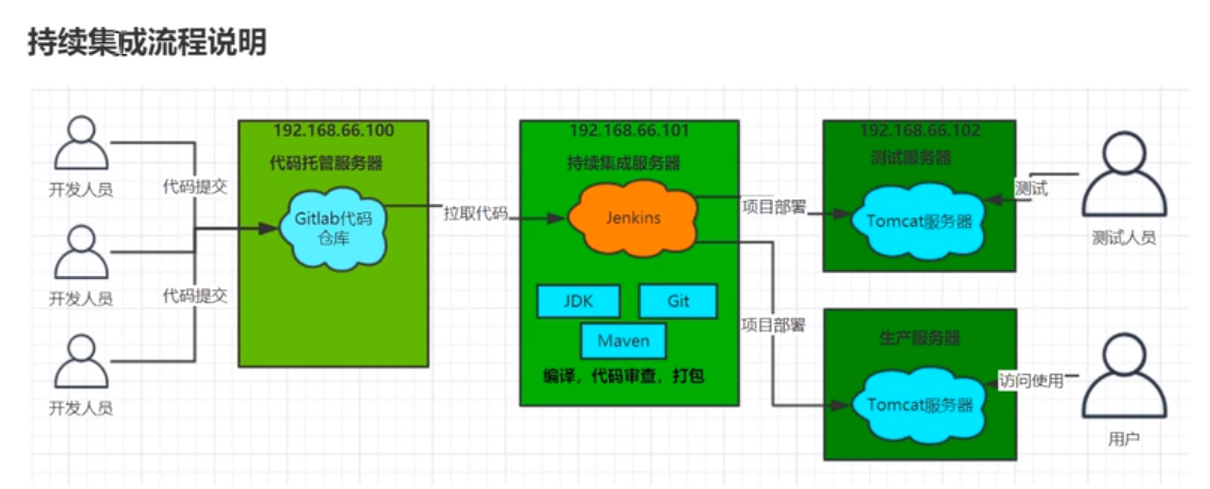 持续集成流程说明
开发人员
代码提交
开发人员
代码提交
开发人员
192.168.66.100
代码托管服务器
Gitlab代码
仓库
拉取代码
192.168.66.101
持续集成服务器
Jenkins
JDK
Git
Maven
编译，代码审查，打包
项目部署
项目部署
192.168.66.102
测试服务器
Tomcat服务器
测试
测试人员
生产服务器
Tomcat服务器
访问使用
用户